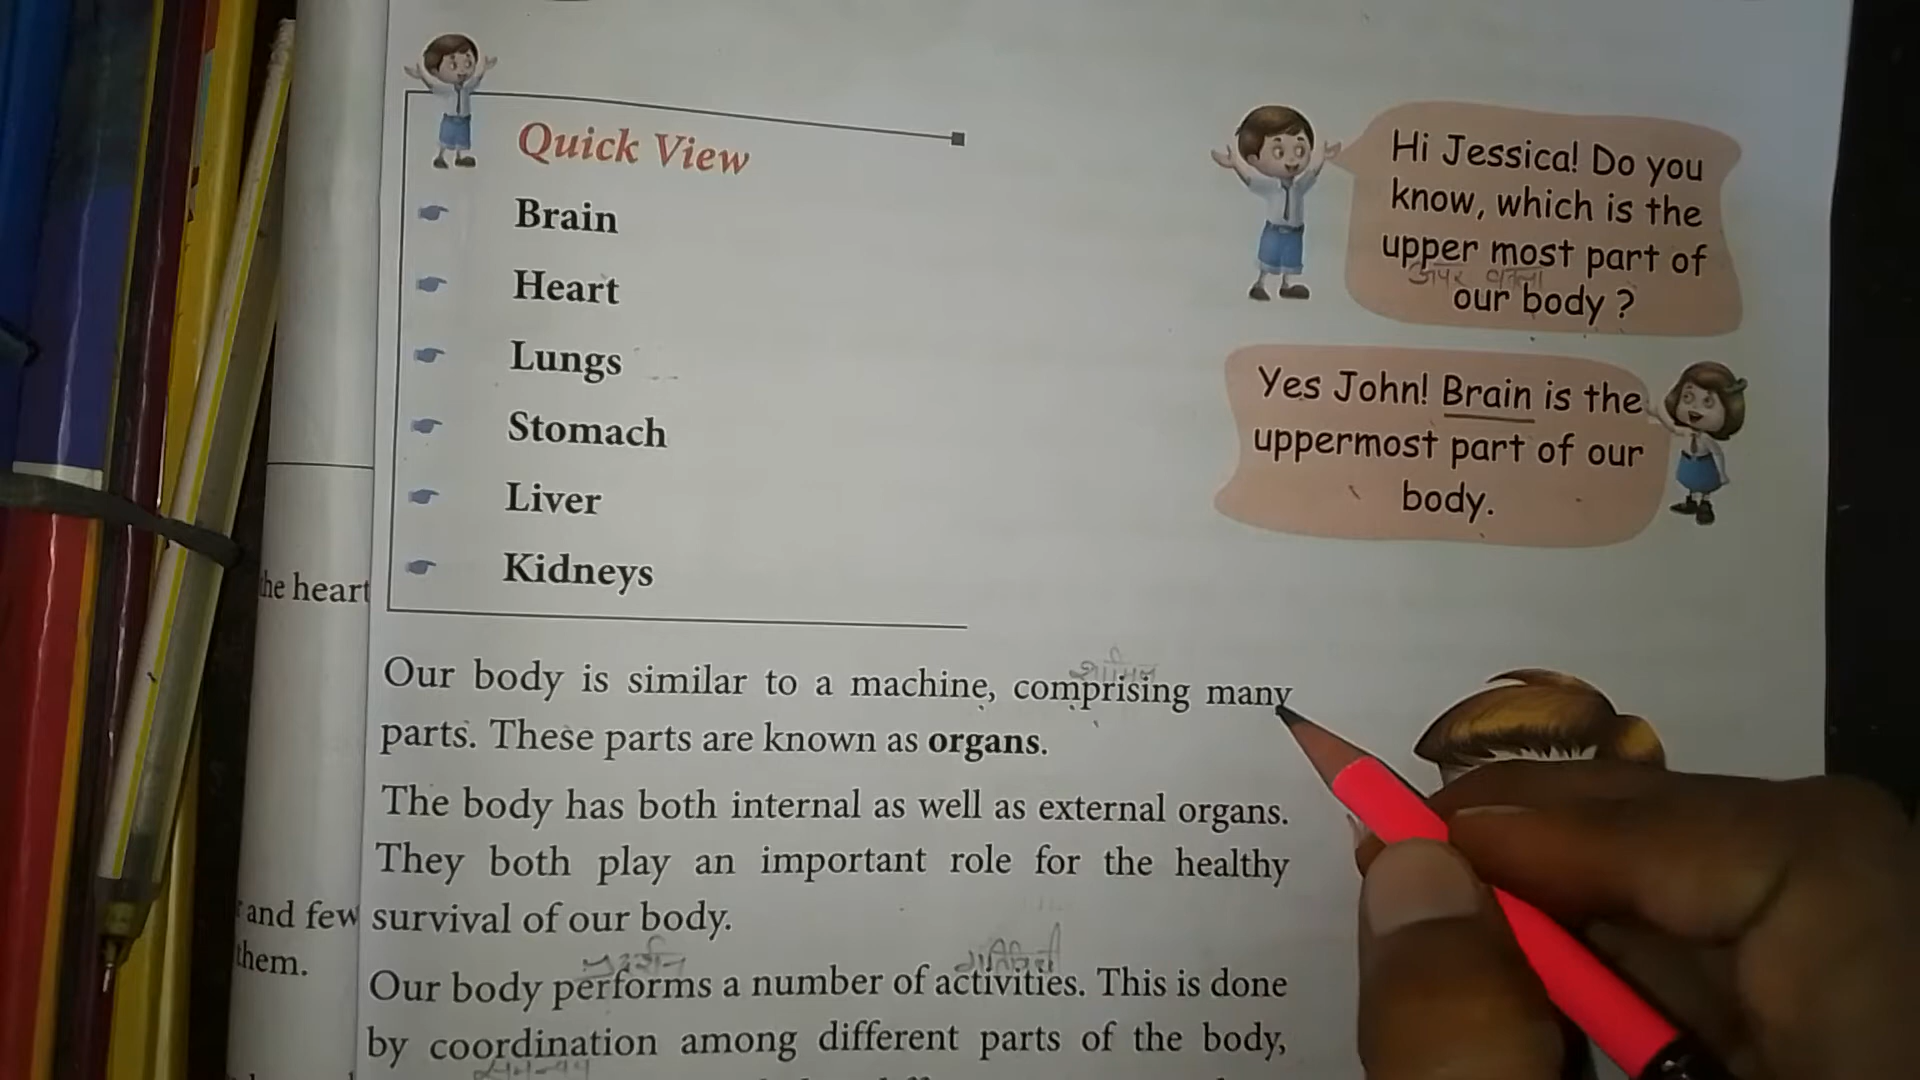 Quick View
Brain
Heart
Lungs
Stomach
Liver
Kidneys
Hi Jessica! Do you
know, which is the
upper most part of
our body ?
Yes John! Brain is the
uppermost part of our
body.
he heart
and few
them.
Our body is similar to a machine, comprising many
parts. These parts are known as organs.
The body has both internal as well as external organs.
They both play an important role for the healthy
survival of our body.
Our body performs a number of activities. This is done
by coordination among different parts of the body,